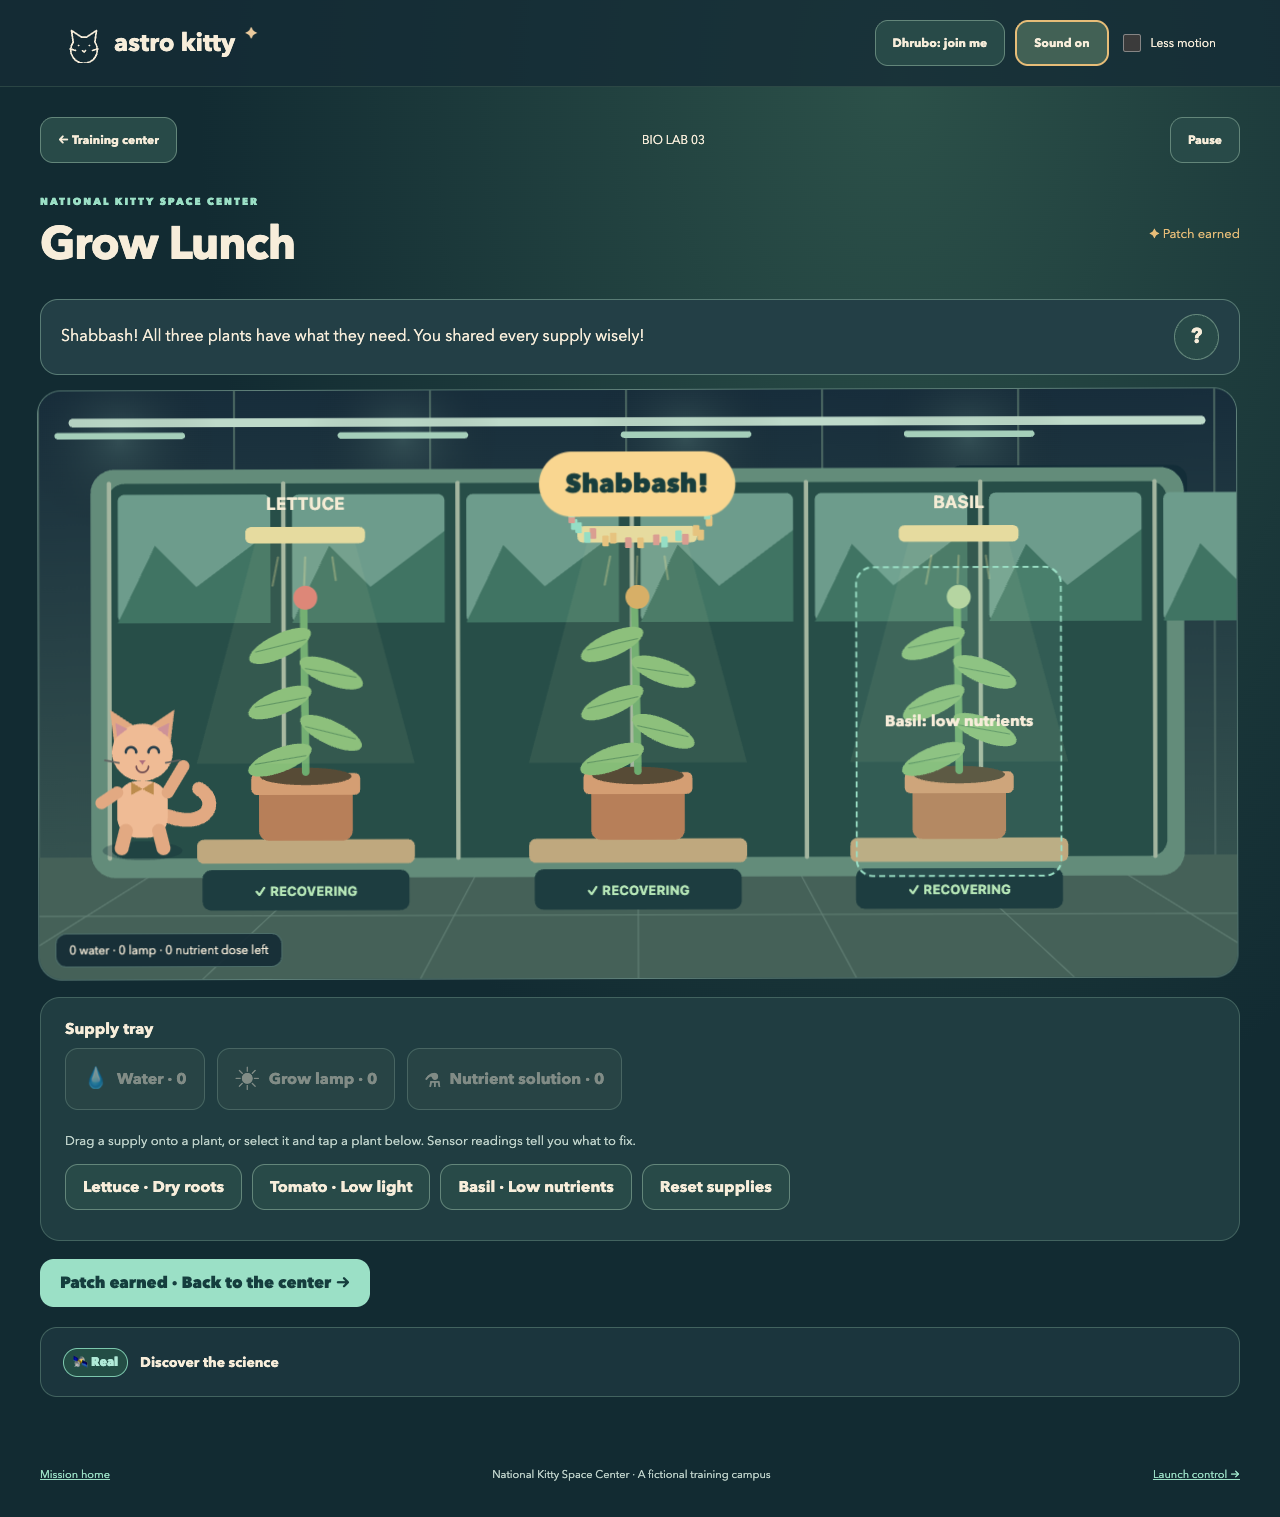 astro kitty
Dhrubo: join me
Sound on
Less motion
← Training center
BIO LAB 03
Pause
NATIONAL KITTY SPACE CENTER
Grow Lunch
✦ Patch earned
Shabbash! All three plants have what they need. You shared every supply wisely!
?
Shabbash!
LETTUCE
BASIL
Basil: low nutrients
✓ RECOVERING
✓ RECOVERING
✓ RECOVERING
0 water · 0 lamp · 0 nutrient dose left
Supply tray
Water · 0
Grow lamp · 0
Nutrient solution · 0
Drag a supply onto a plant, or select it and tap a plant below. Sensor readings tell you what to fix.
Lettuce · Dry roots
Tomato · Low light
Basil · Low nutrients
Reset supplies
Patch earned · Back to the center →
Real
Discover the science
Mission home
National Kitty Space Center · A fictional training campus
Launch control →